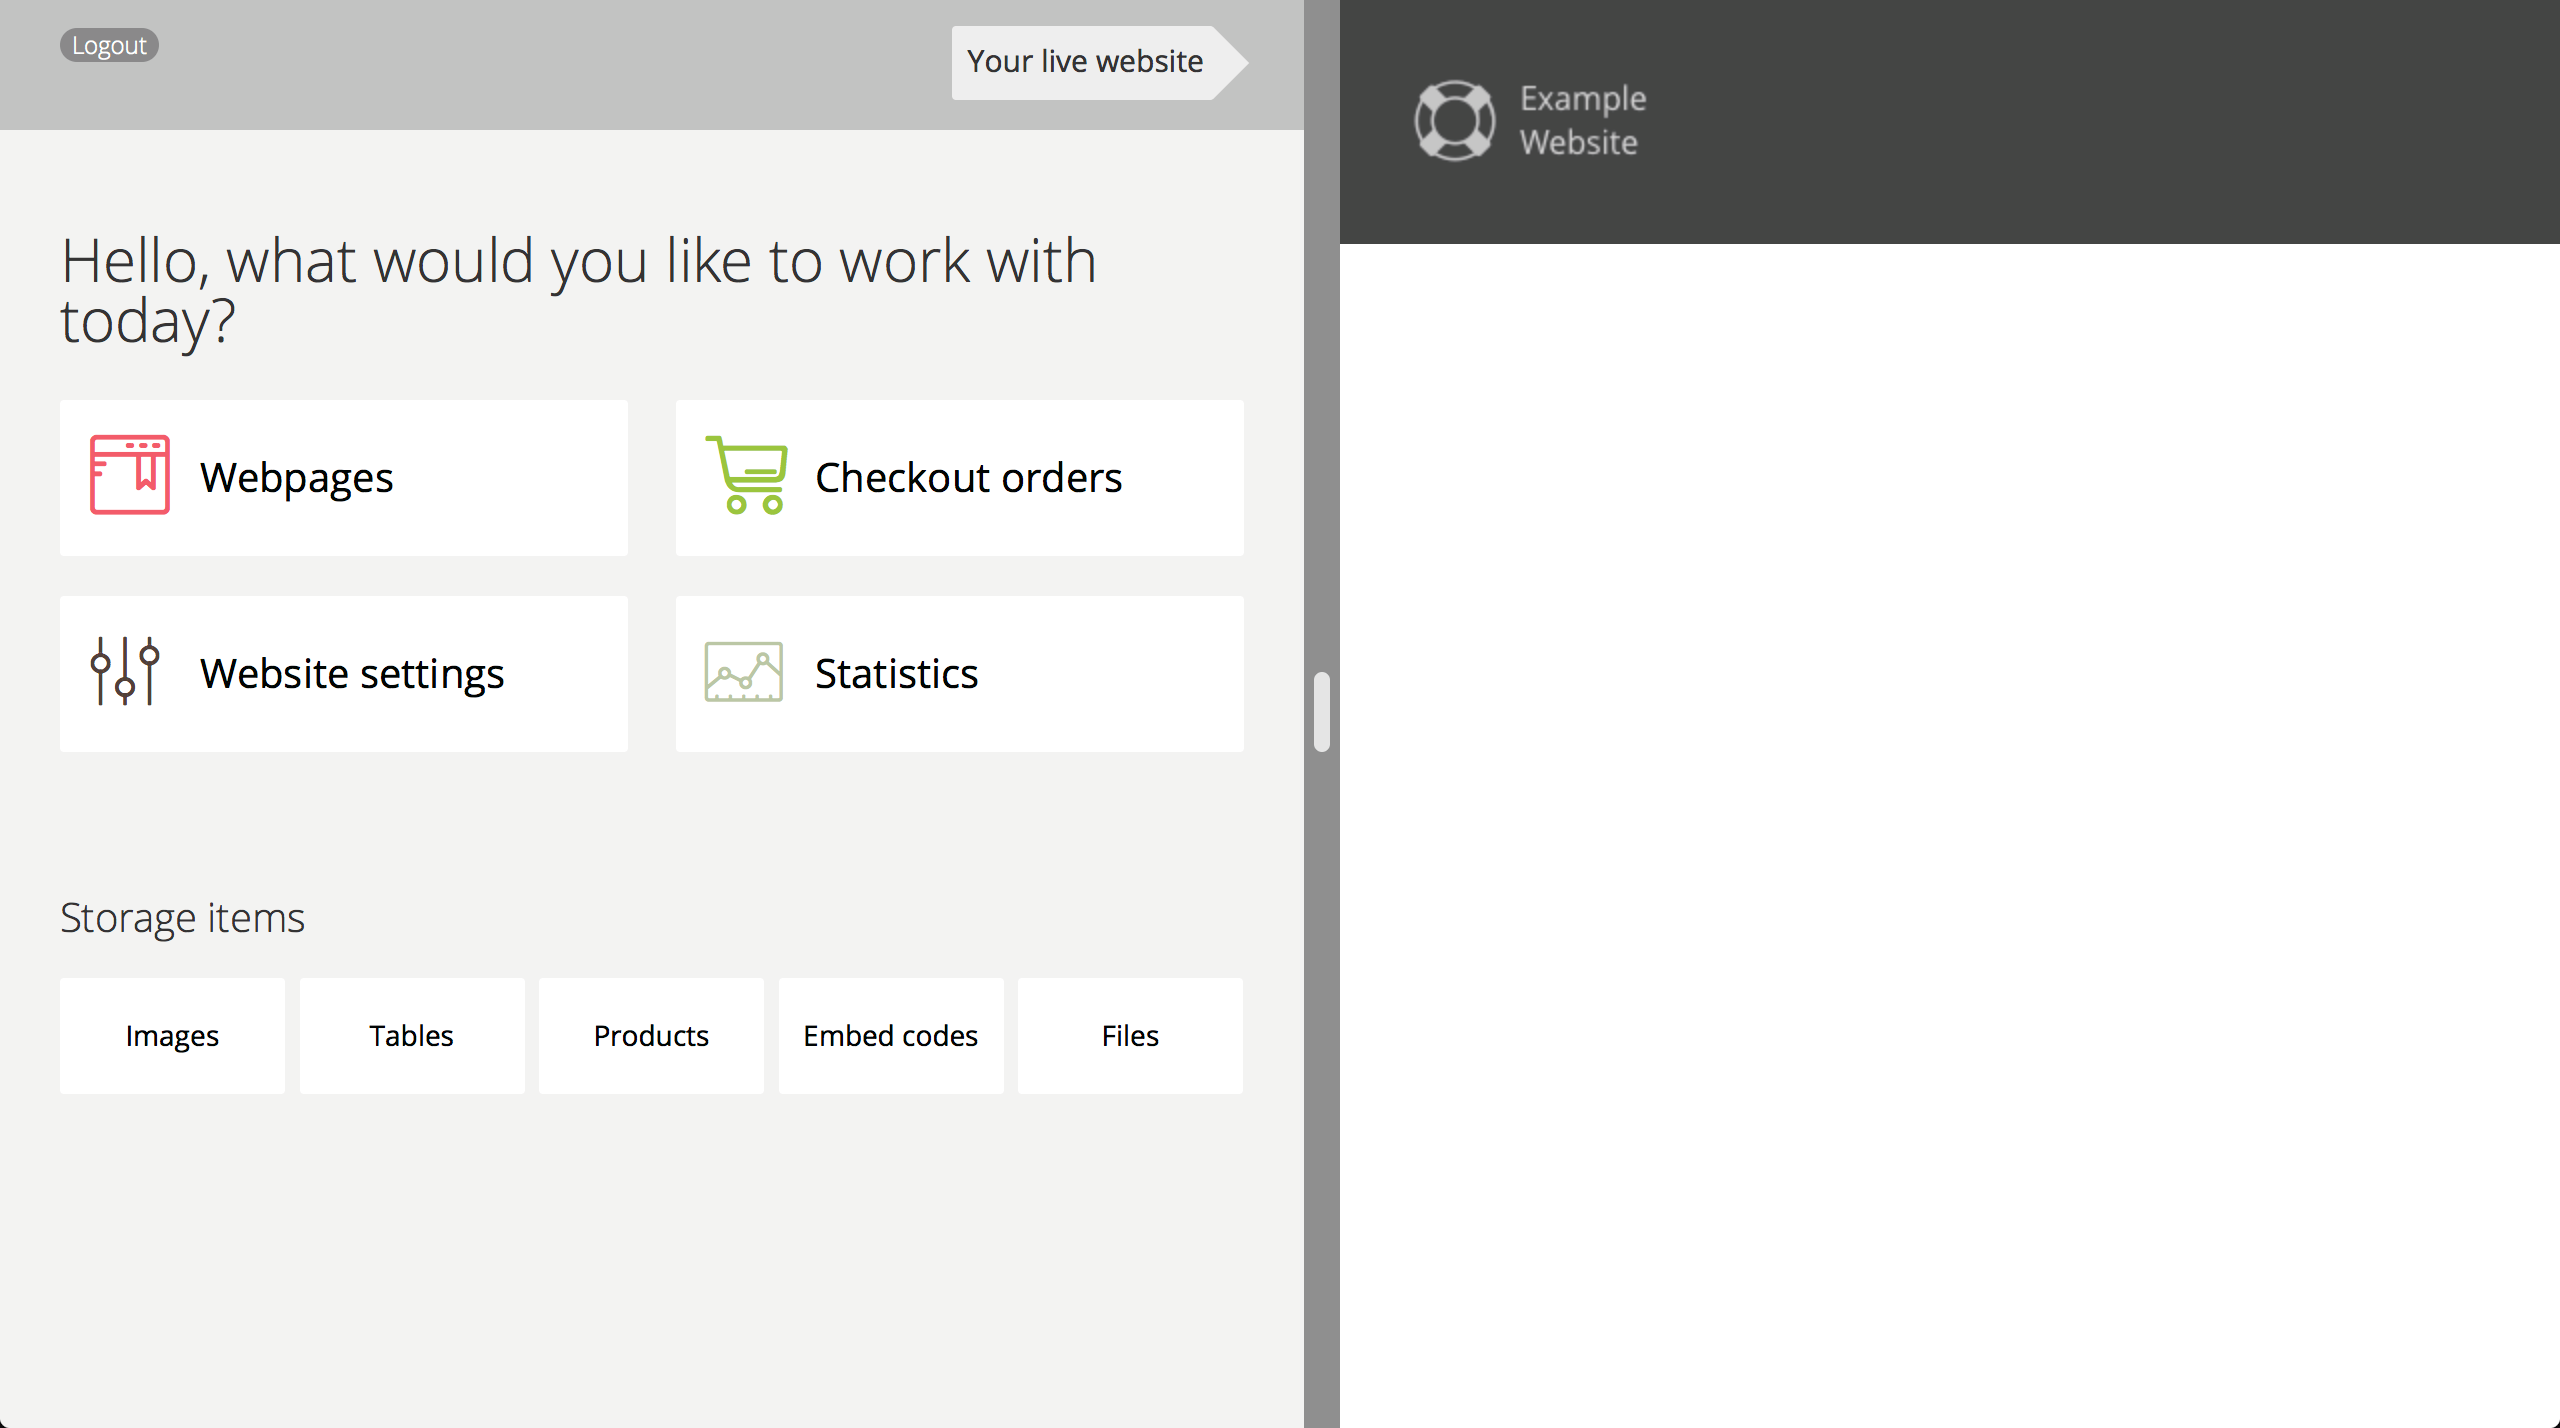 Logout
Your live website
Example
Website
Hello, what would you like to work with
today?
Webpages
Checkout orders
Website settings
Statistics
Storage items
Images
Tables
Products
Embed codes
Files